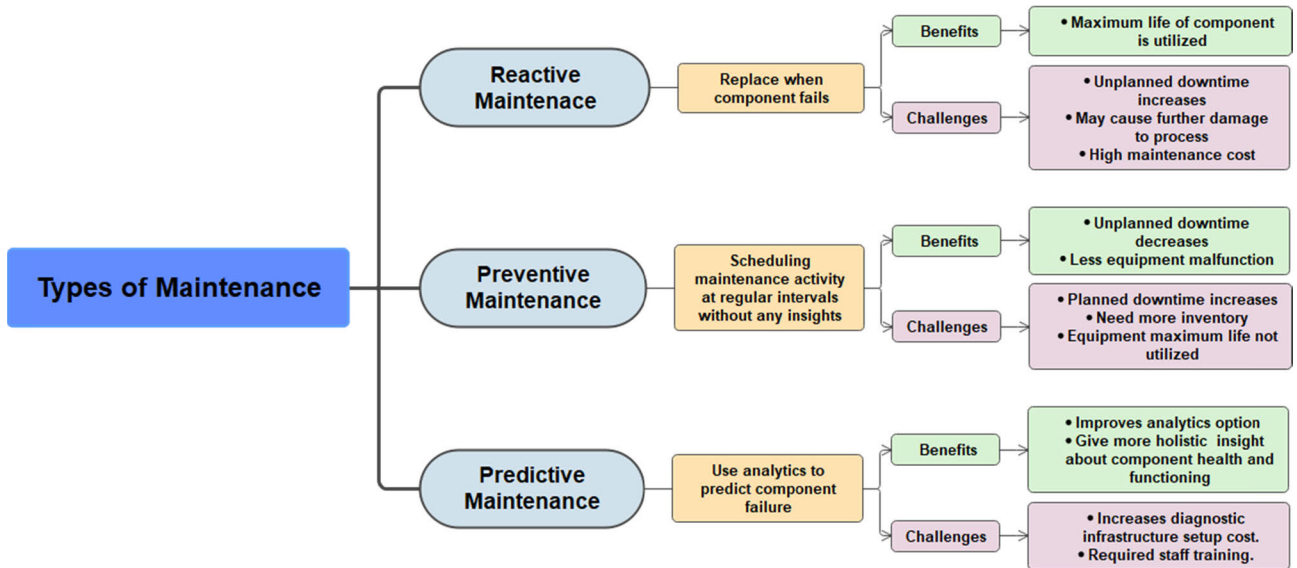 Types of Maintenance
Reactive
Maintenace
Replace when
component fails
Benefits
• Maximum life of component
is utilized
Challenges
• Unplanned downtime
increases
• May cause further damage
to process
• High maintenance cost
Preventive
Maintenance
Scheduling
maintenance activity
at regular intervals
without any insights
Benefits
• Unplanned downtime
decreases
• Less equipment malfunction
Challenges
• Planned downtime increases
• Need more inventory
• Equipment maximum life not
utilized
Predictive
Maintenance
Use analytics to
predict component
failure
Benefits
• Improves analytics option
• Give more holistic insight
about component health and
functioning
Challenges
• Increases diagnostic
infrastructure setup cost.
• Required staff training.